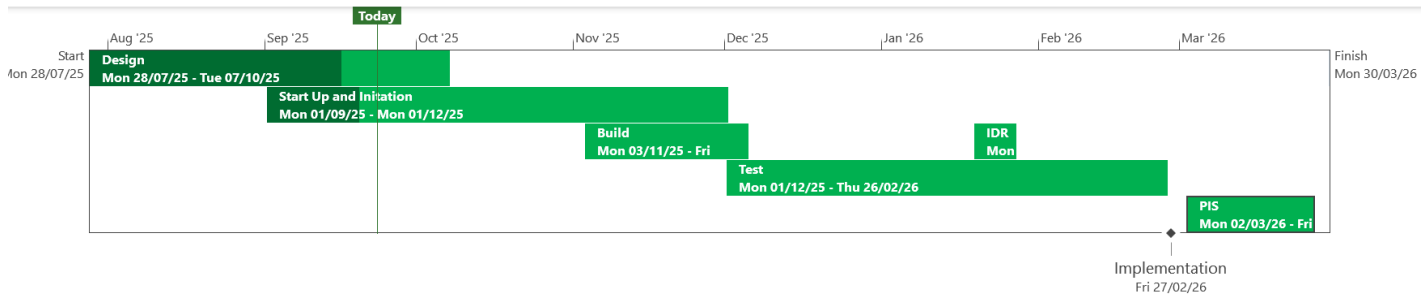 Today
Aug '25
Sep '25
Oct '25
Nov '25
Dec '25
Jan '26
Feb '26
Mar '26
Start
Mon 28/07/25
Design
Mon 28/07/25 - Tue 07/10/25
Finish
Mon 30/03/26
Start Up and Initation
Mon 01/09/25 - Mon 01/12/25
Build
Mon 03/11/25 - Fri
IDR
Mon
Test
Mon 01/12/25 - Thu 26/02/26
PIS
Mon 02/03/26 - Fri
Implementation
Fri 27/02/26